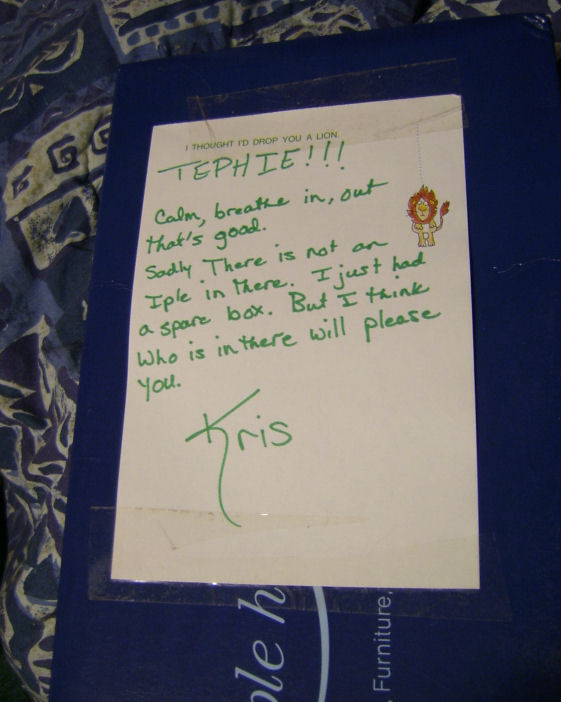 I THOUGHT I'D DROP YOU A LION.
TEPHIE!!!
Calm, breathe in, out
that's good.
Sadly There is not an
Iple in there. I just had
a spare box. But I think
Who is in there will please
you.
Kris
ple h
Furniture,